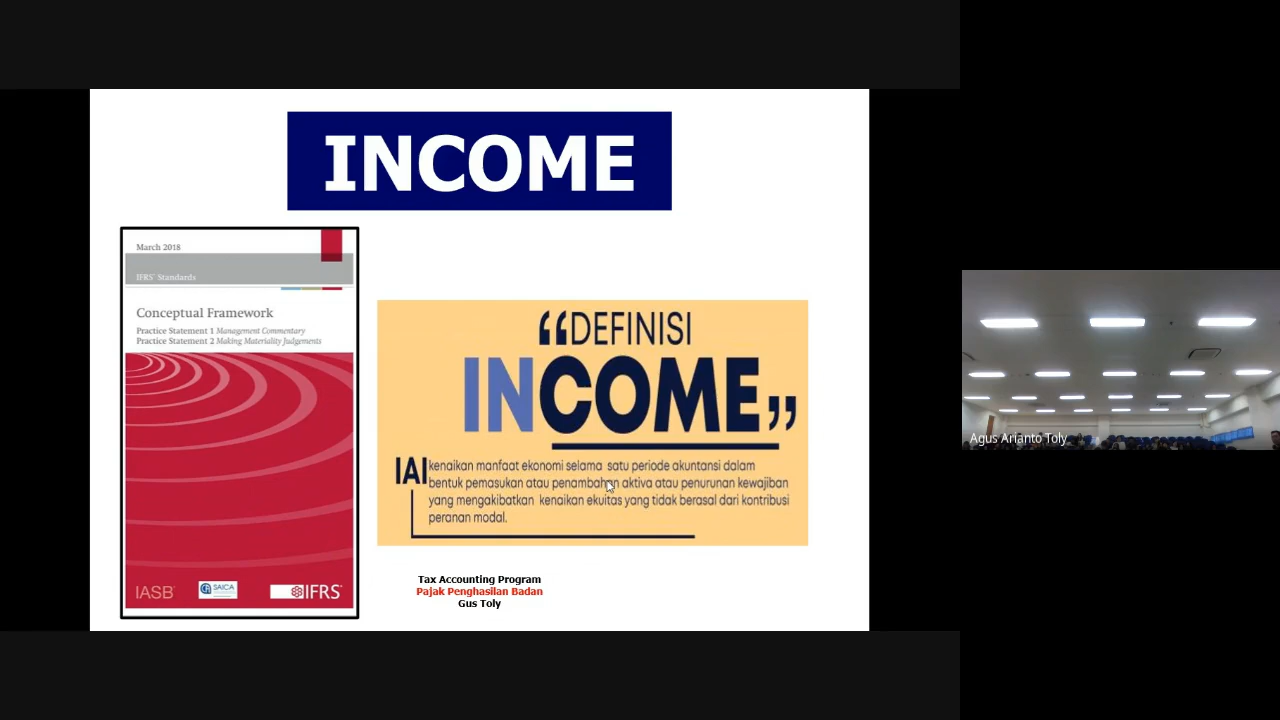 INCOME
March 2018
IFRS® Standards
Conceptual Framework
Practice Statement 1 Management Commentary
Practice Statement 2 Making Materiality Judgements
IASB®
SAICA
IFRS®
“DEFINISI
INCOME”
IAI kenaikan manfaat ekonomi selama satu periode akuntansi dalam
bentuk pemasukan atau penambahan aktiva atau penurunan kewajiban
yang mengakibatkan kenaikan ekuitas yang tidak berasal dari kontribusi
peranan modal.
Tax Accounting Program
Pajak Penghasilan Badan
Gus Toly
Agus Arianto Toly